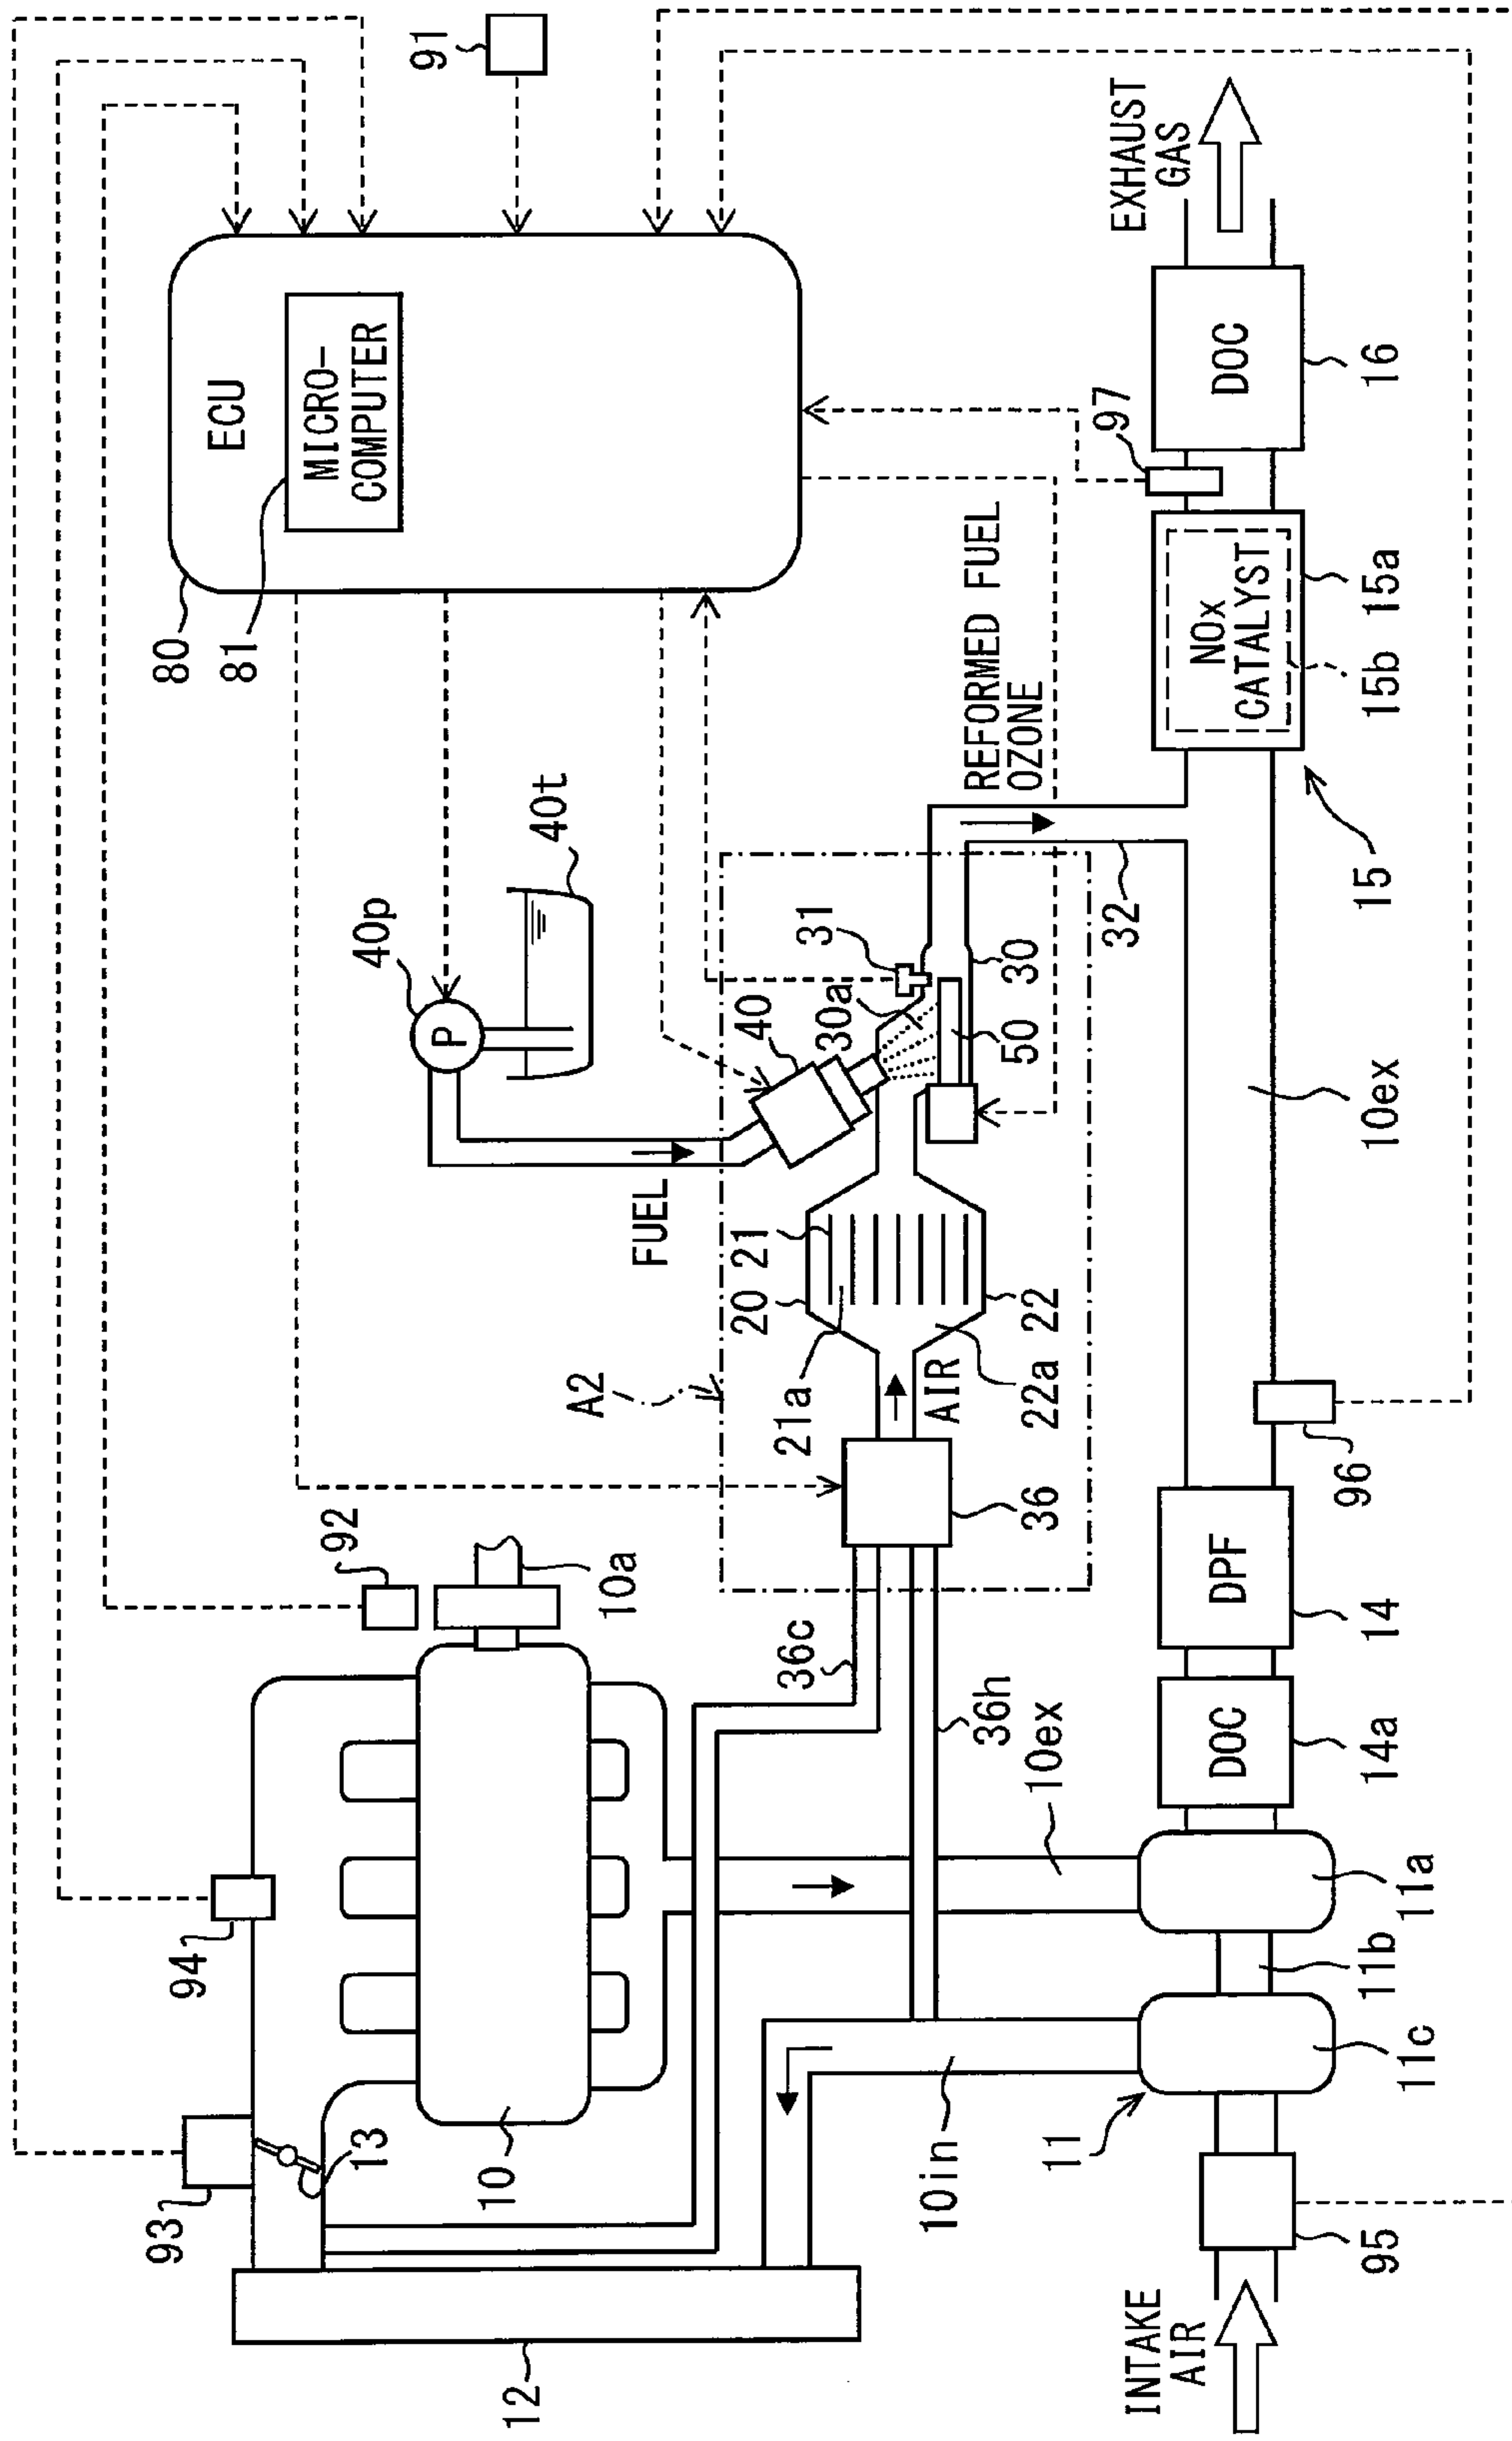 93
94
80
81
ECU
MICRO-
COMPUTER
92
13
40p
91
P
10
12
40t
A2
10a
FUEL
20
21
40
36c
21a
31
30a
10in
AIR
REFORMED FUEL
OZONE
36h
10ex
36
22a
22
50
30
11
32
97
INTAKE
AIR
EXHAUST
GAS
DOC
DPF
NOx
CATALYST
DOC
95
11c
11b
11a
14a
14
96
10ex
15
15b
15a
16